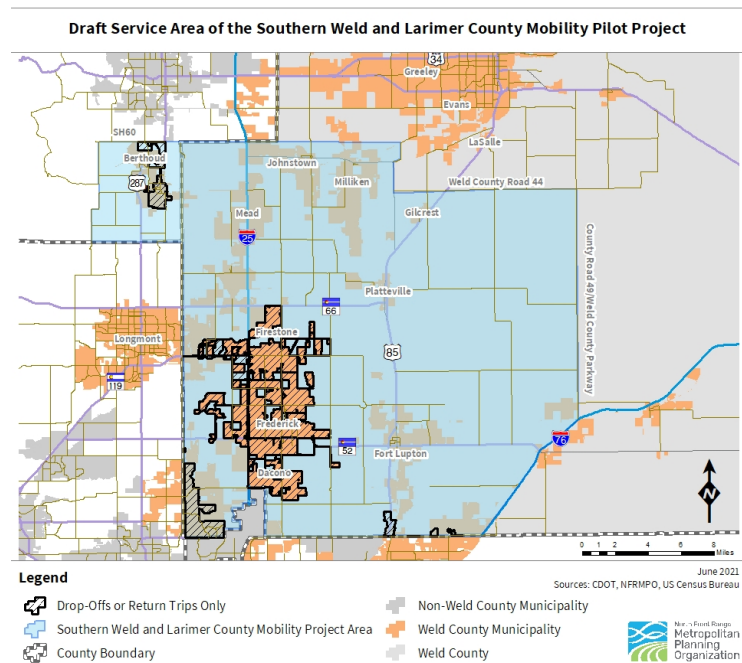 Draft Service Area of the Southern Weld and Larimer County Mobility Pilot Project
34
Greeley
Evans
SH60
LaSalle
Berthoud
Johnstown
287
Milliken
Weld County Road 44
Mead
Gilcrest
25
County Road 49/Weld County Parkway
Platteville
66
Firestone
Longmont
85
119
Frederick
76
52
Fort Lupton
Dacono
N
0 1 2 4 6 8
Miles
June 2021
Sources: CDOT, NFRMPO, US Census Bureau
Legend
Drop-Offs or Return Trips Only
Southern Weld and Larimer County Mobility Project Area
County Boundary
Non-Weld County Municipality
Weld County Municipality
Weld County
North Front Range
Metropolitan
Planning
Organization